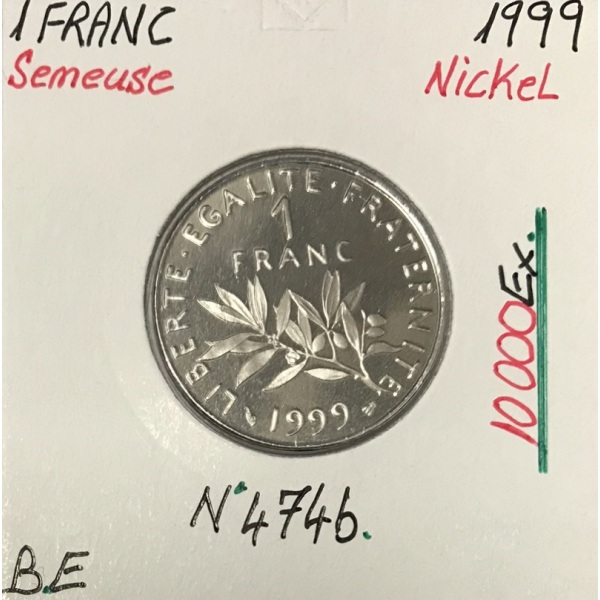 1 FRANC
1999
Semeuse
Nickel
LIBERTE · EGALITE · FRATERNITE
1
FRANC
1999
10 000 Ex.
N°4746.
B.E